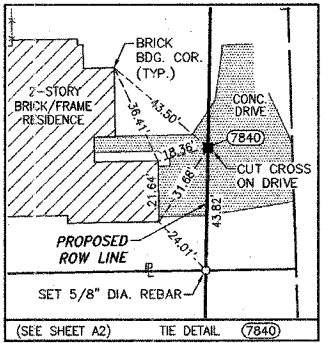 BRICK
BDG. COR.
(TYP.)
2-STORY
BRICK/FRAME
RESIDENCE
CONC.
DRIVE
43.50'
36.41'
7840
18.36'
CUT CROSS
ON DRIVE
31.68'
21.64'
43.82'
PROPOSED
ROW LINE
24.07'
PL
SET 5/8" DIA. REBAR
(SEE SHEET A2) TIE DETAIL 7840